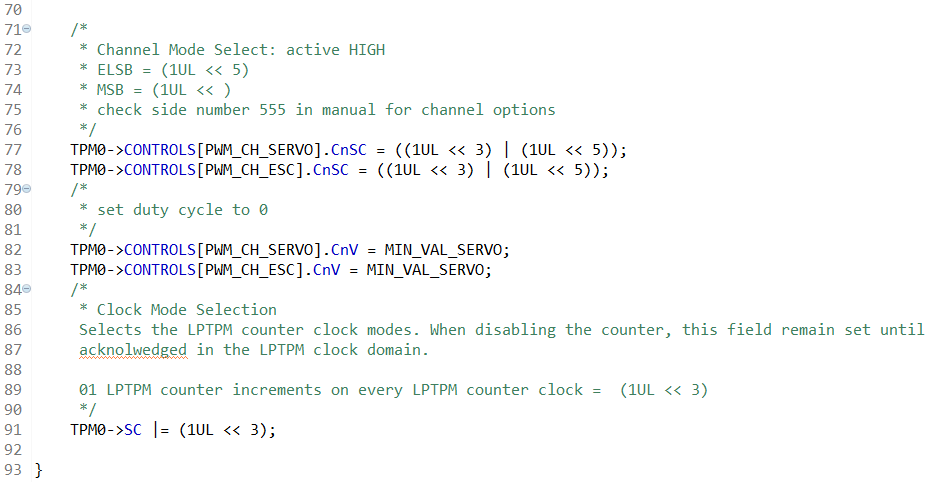 70
71 /*
72 * Channel Mode Select: active HIGH
73 * ELSB = (1UL << 5)
74 * MSB = (1UL << )
75 * check side number 555 in manual for channel options
76 */
77 TPM0->CONTROLS[PWM_CH_SERVO].CnSC = ((1UL << 3) | (1UL << 5));
78 TPM0->CONTROLS[PWM_CH_ESC].CnSC = ((1UL << 3) | (1UL << 5));
79 /*
80 * set duty cycle to 0
81 */
82 TPM0->CONTROLS[PWM_CH_SERVO].CnV = MIN_VAL_SERVO;
83 TPM0->CONTROLS[PWM_CH_ESC].CnV = MIN_VAL_SERVO;
84 /*
85 * Clock Mode Selection
86 Selects the LPTPM counter clock modes. When disabling the counter, this field remain set until
87 acknolwedged in the LPTPM clock domain.
88
89 01 LPTPM counter increments on every LPTPM counter clock =  (1UL << 3)
90 */
91 TPM0->SC |= (1UL << 3);
92
93 }